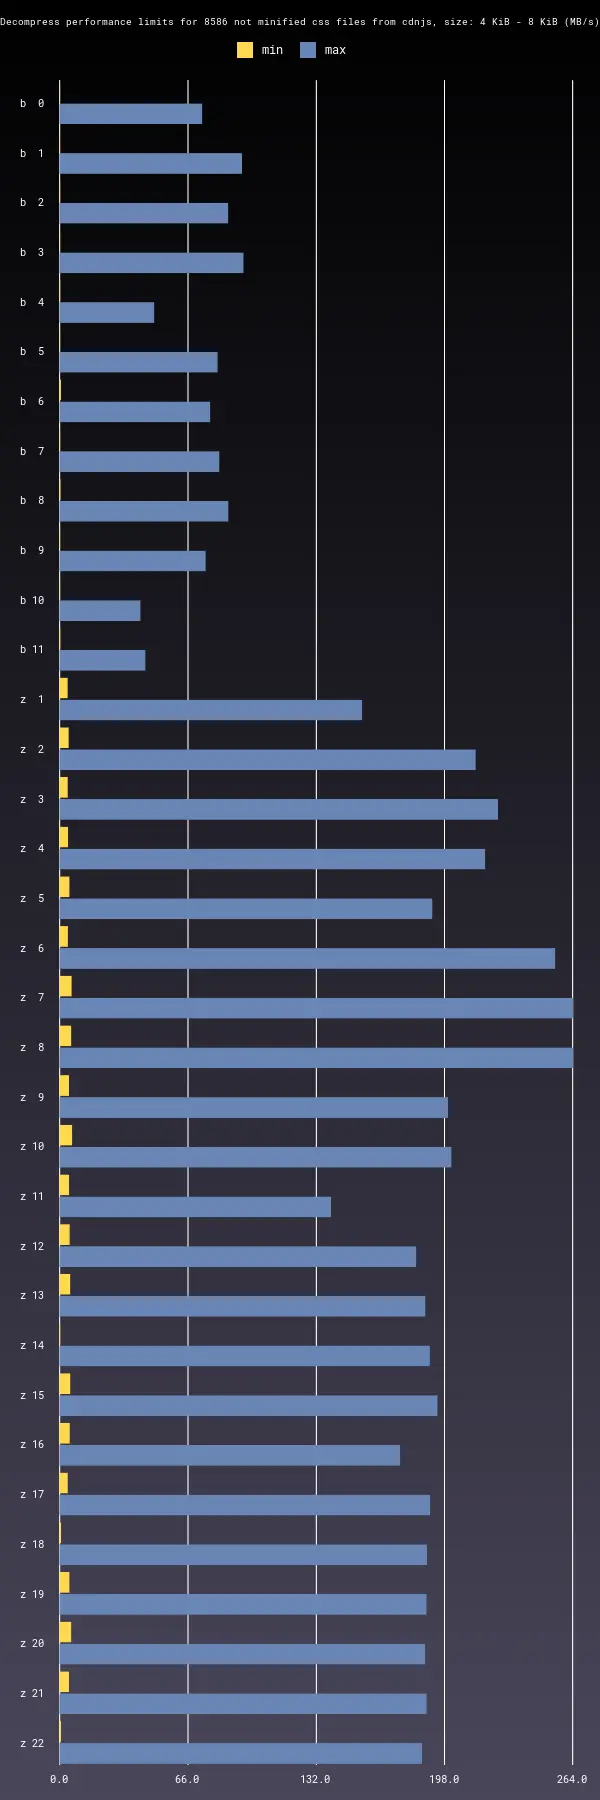 Decompress performance limits for 8586 not minified css files from cdnjs, size: 4 KiB - 8 KiB (MB/s)
min max
b 0
b 1
b 2
b 3
b 4
b 5
b 6
b 7
b 8
b 9
b 10
b 11
z 1
z 2
z 3
z 4
z 5
z 6
z 7
z 8
z 9
z 10
z 11
z 12
z 13
z 14
z 15
z 16
z 17
z 18
z 19
z 20
z 21
z 22
0.0 66.0 132.0 198.0 264.0